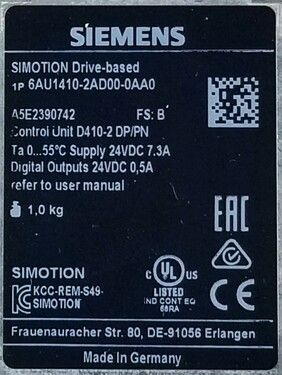 SIEMENS
SIMOTION Drive-based
1P 6AU1410-2AD00-0AA0
A5E2390742 FS: B
Control Unit D410-2 DP/PN
Ta 0...55°C Supply 24VDC 7.3A
Digital Outputs 24VDC 0,5A
refer to user manual
1,0 kg
EAC
SIMOTION
KCC-REM-S49-
SIMOTION
c UL us
LISTED
IND CONT EQ
66RA
CE
Frauenauracher Str. 80, DE-91056 Erlangen
Made in Germany